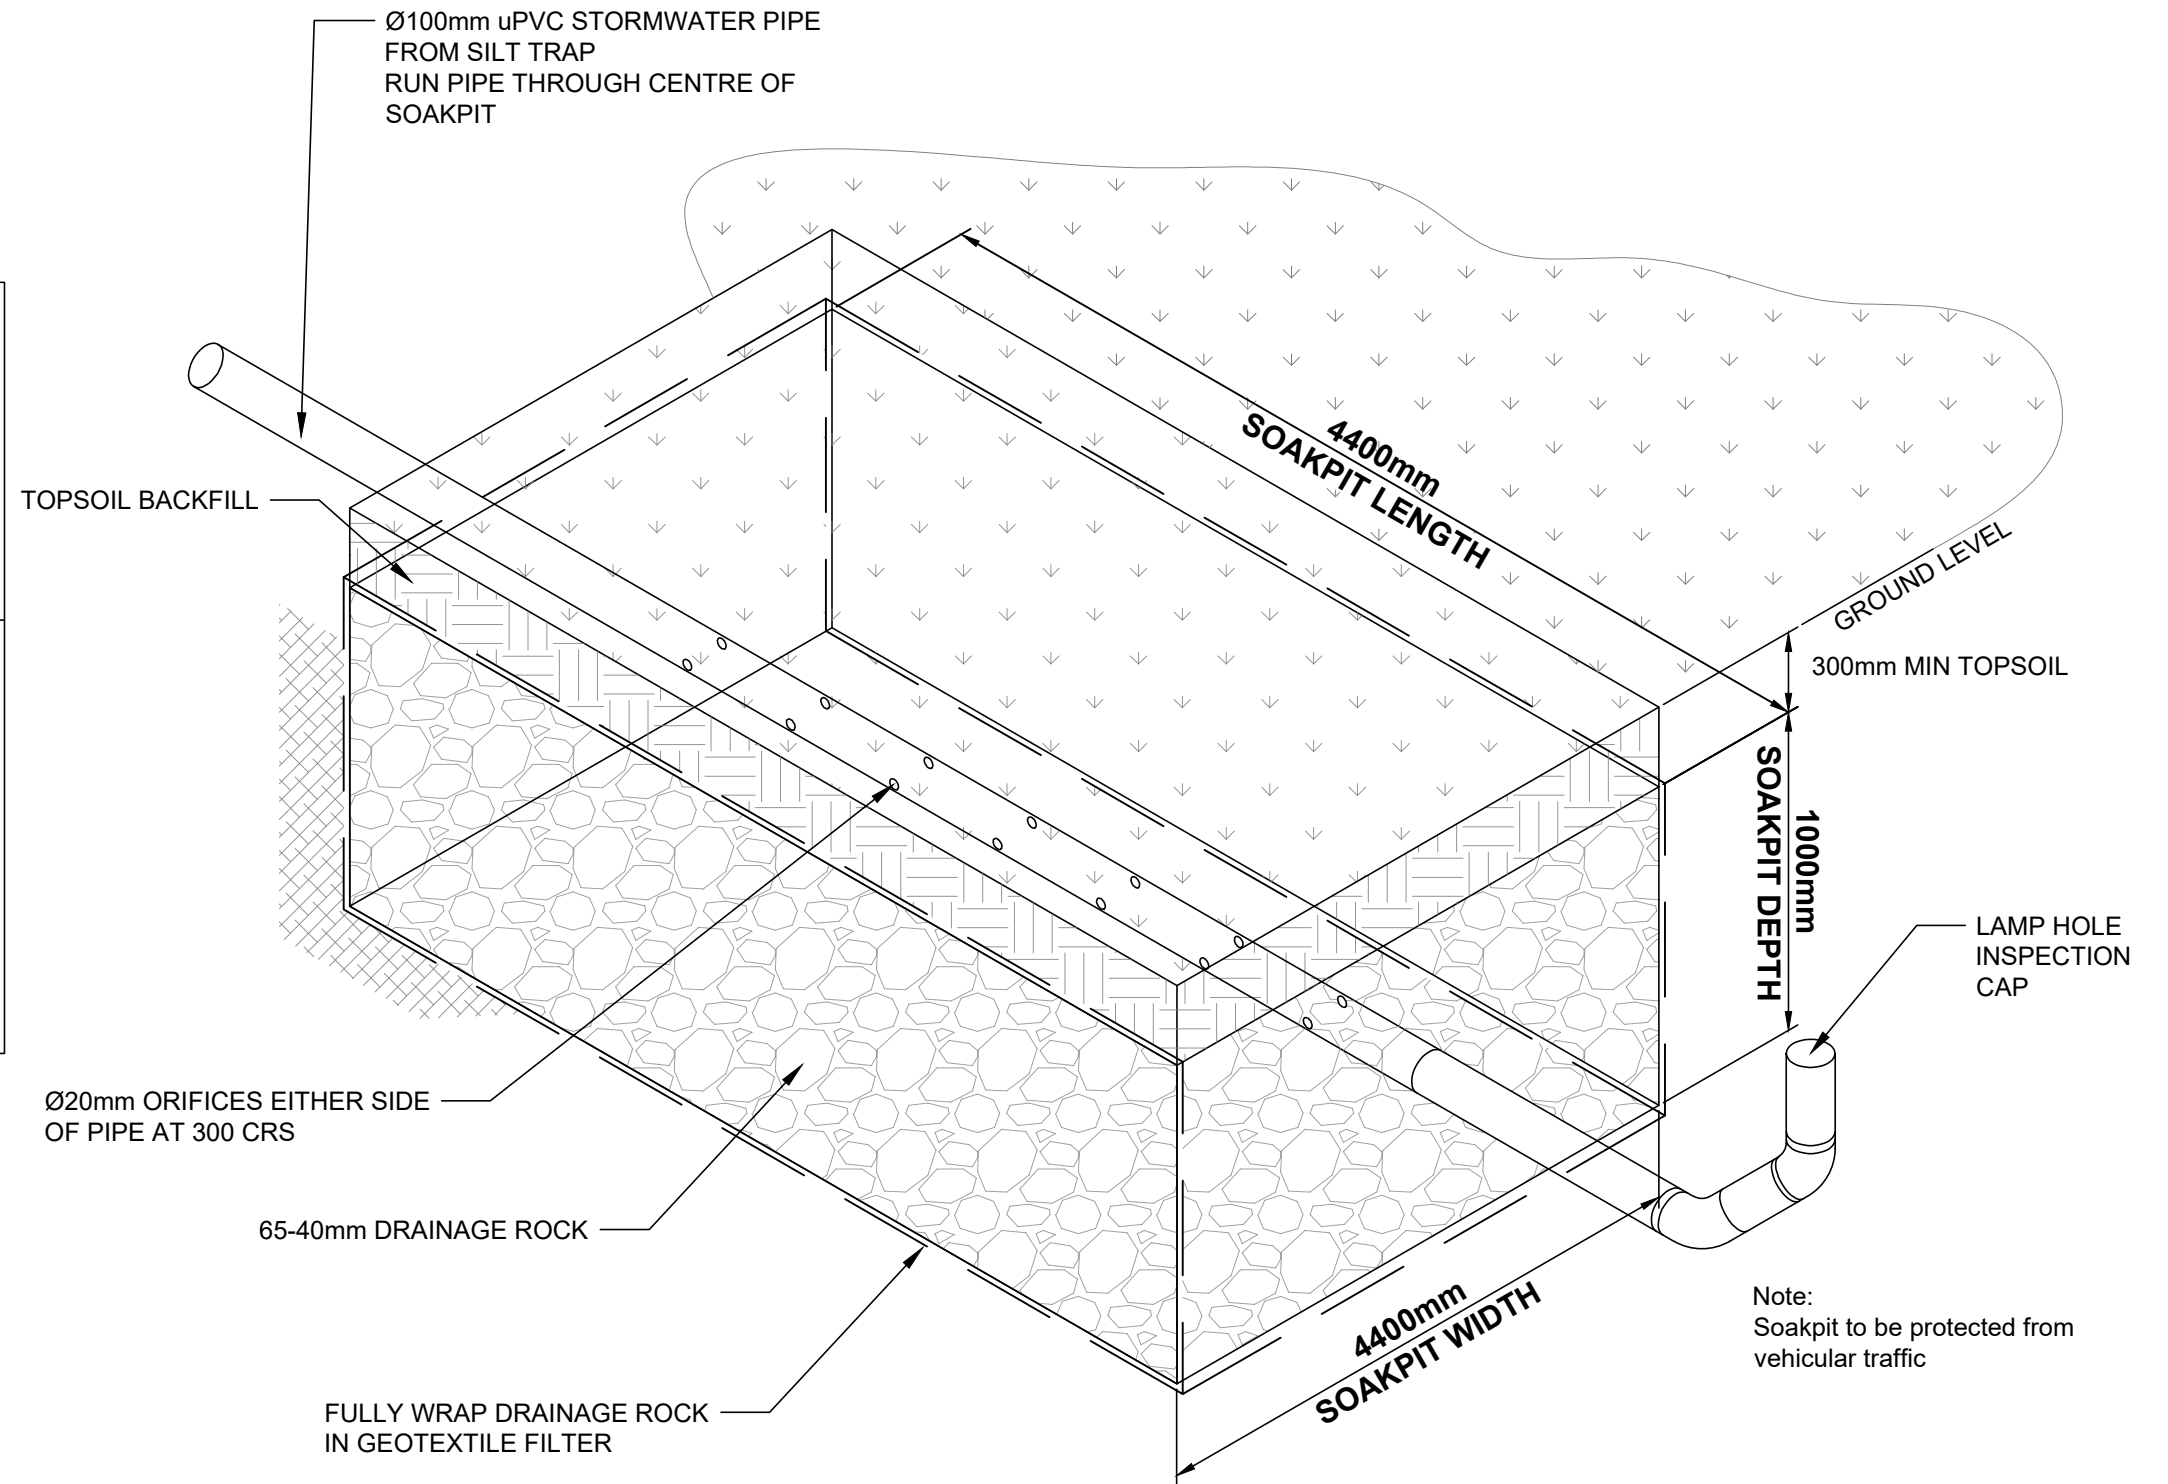 Ø100mm uPVC STORMWATER PIPE
FROM SILT TRAP
RUN PIPE THROUGH CENTRE OF
SOAKPIT
4400mm
SOAKPIT LENGTH
TOPSOIL BACKFILL
GROUND LEVEL
300mm MIN TOPSOIL
1000mm
SOAKPIT DEPTH
LAMP HOLE
INSPECTION
CAP
Ø20mm ORIFICES EITHER SIDE
OF PIPE AT 300 CRS
65-40mm DRAINAGE ROCK
4400mm
SOAKPIT WIDTH
Note:
Soakpit to be protected from
vehicular traffic
FULLY WRAP DRAINAGE ROCK
IN GEOTEXTILE FILTER